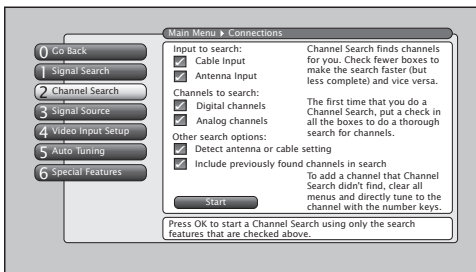 Main Menu ▸ Connections
0 Go Back
1 Signal Search
2 Channel Search
3 Signal Source
4 Video Input Setup
5 Auto Tuning
6 Special Features
Input to search:
Cable Input
Antenna Input
Channels to search:
Digital channels
Analog channels
Other search options:
Detect antenna or cable setting
Include previously found channels in search
Start
Channel Search finds channels
for you. Check fewer boxes to
make the search faster (but
less complete) and vice versa.
The first time that you do a
Channel Search, put a check in
all the boxes to do a thorough
search for channels.
To add a channel that Channel
Search didn't find, clear all
menus and directly tune to the
channel with the number keys.
Press OK to start a Channel Search using only the search
features that are checked above.